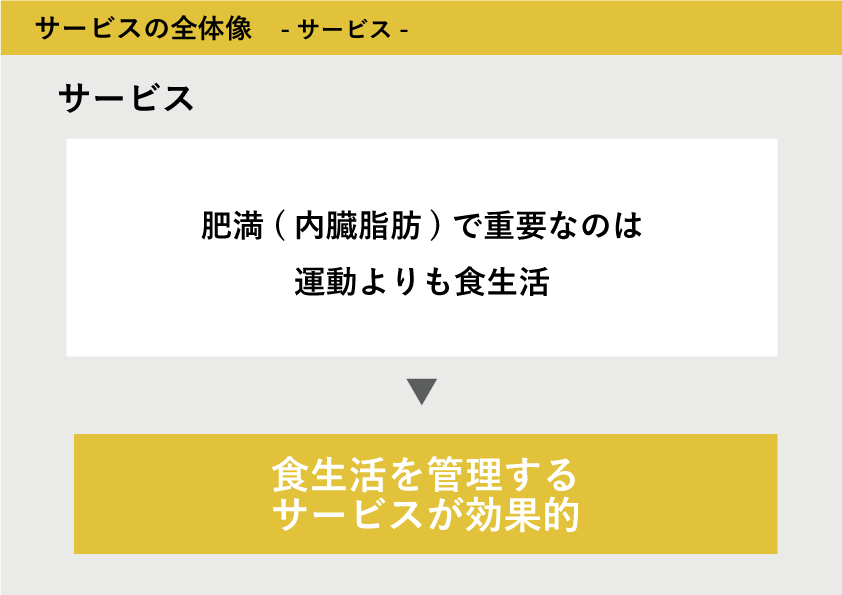 サービスの全体像 - サービス -
サービス
肥満 ( 内臓脂肪 ) で重要なのは
運動よりも食生活
食生活を管理する
サービスが効果的